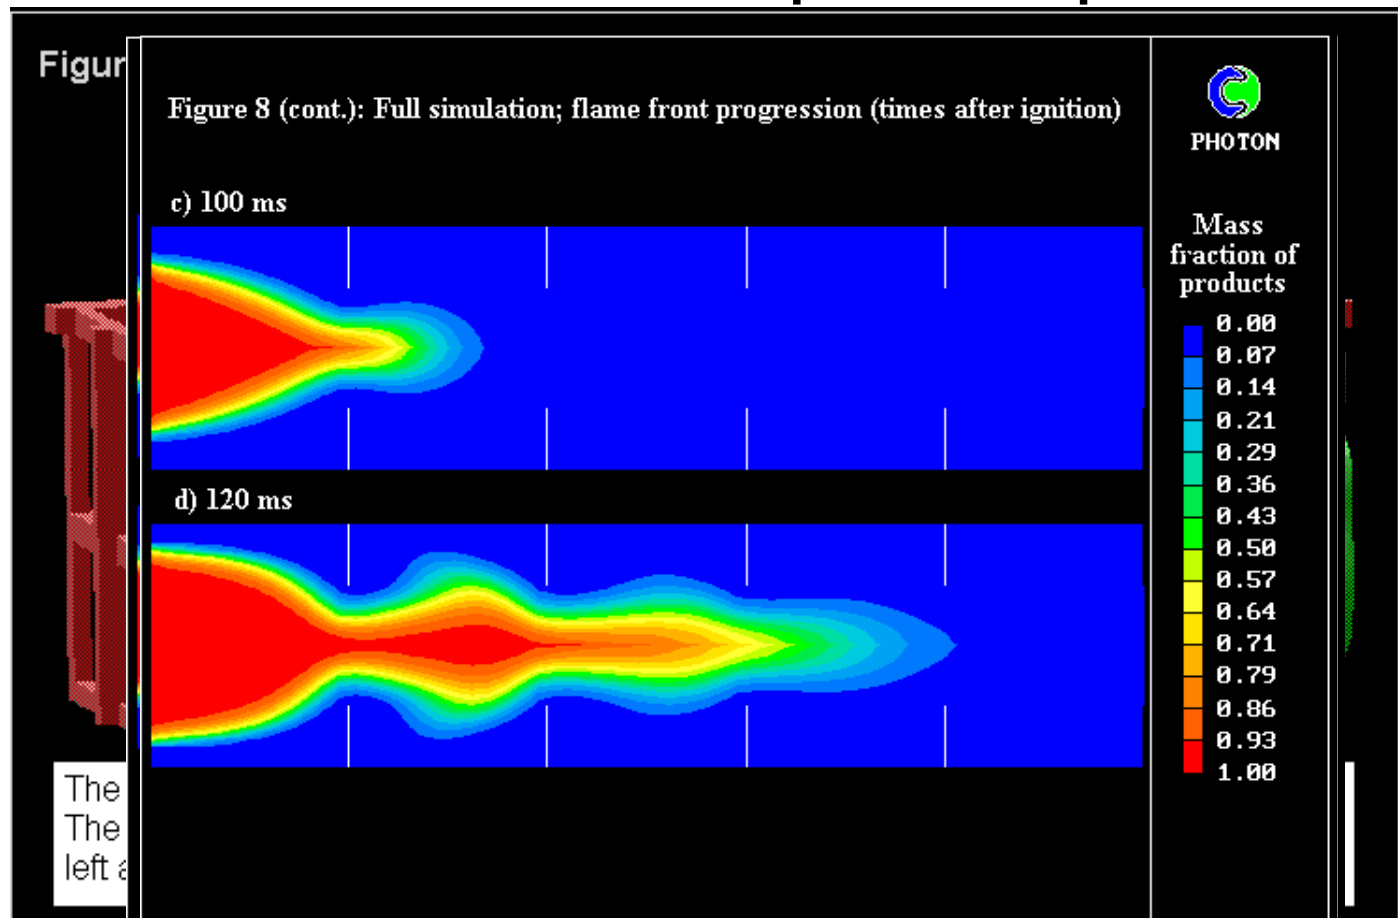 Figur
Figure 8 (cont.): Full simulation; flame front progression (times after ignition)
PHOTON
c) 100 ms
Mass
fraction of
products
0.00
0.07
0.14
0.21
0.29
0.36
0.43
0.50
0.57
0.64
0.71
0.79
0.86
0.93
1.00
d) 120 ms
The
The
left a